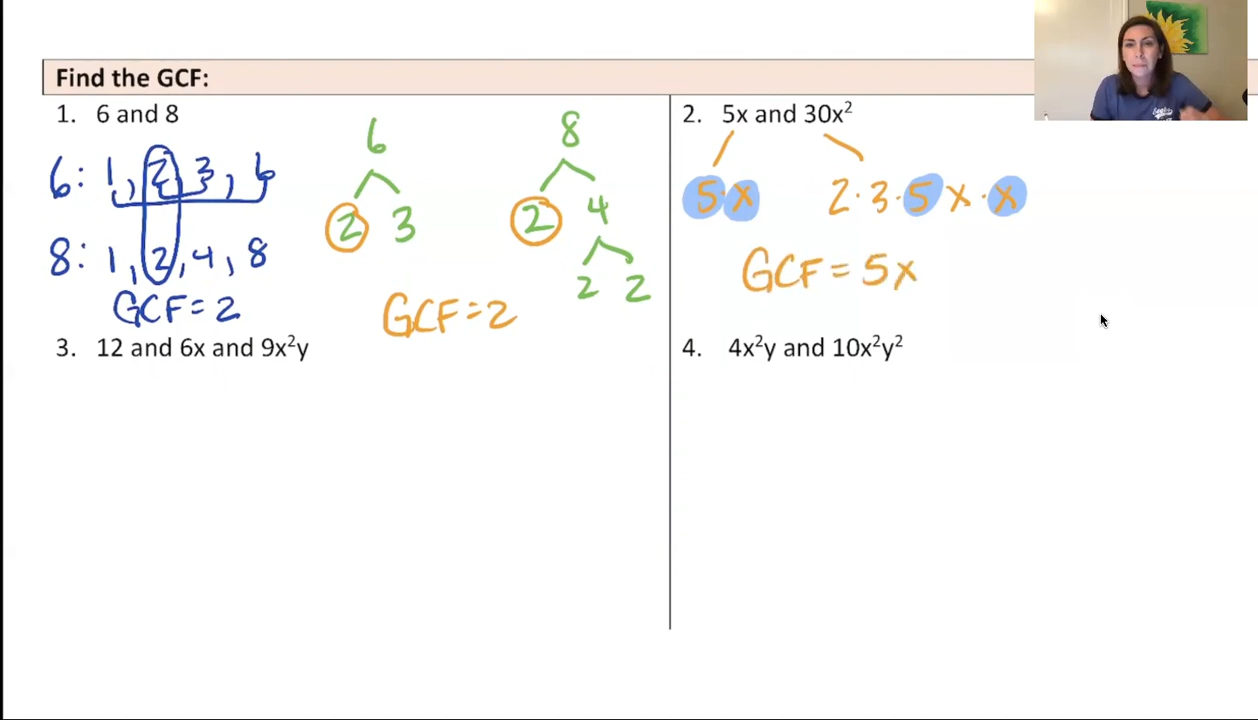 Find the GCF:
1. 6 and 8
6: 1, 2, 3, 6
8: 1, 2, 4, 8
GCF = 2
6
2 3
8
2 4
2 2
GCF = 2
2. 5x and 30x²
5 · x 2 · 3 · 5 x · x
GCF = 5x
3. 12 and 6x and 9x²y
4. 4x²y and 10x²y²